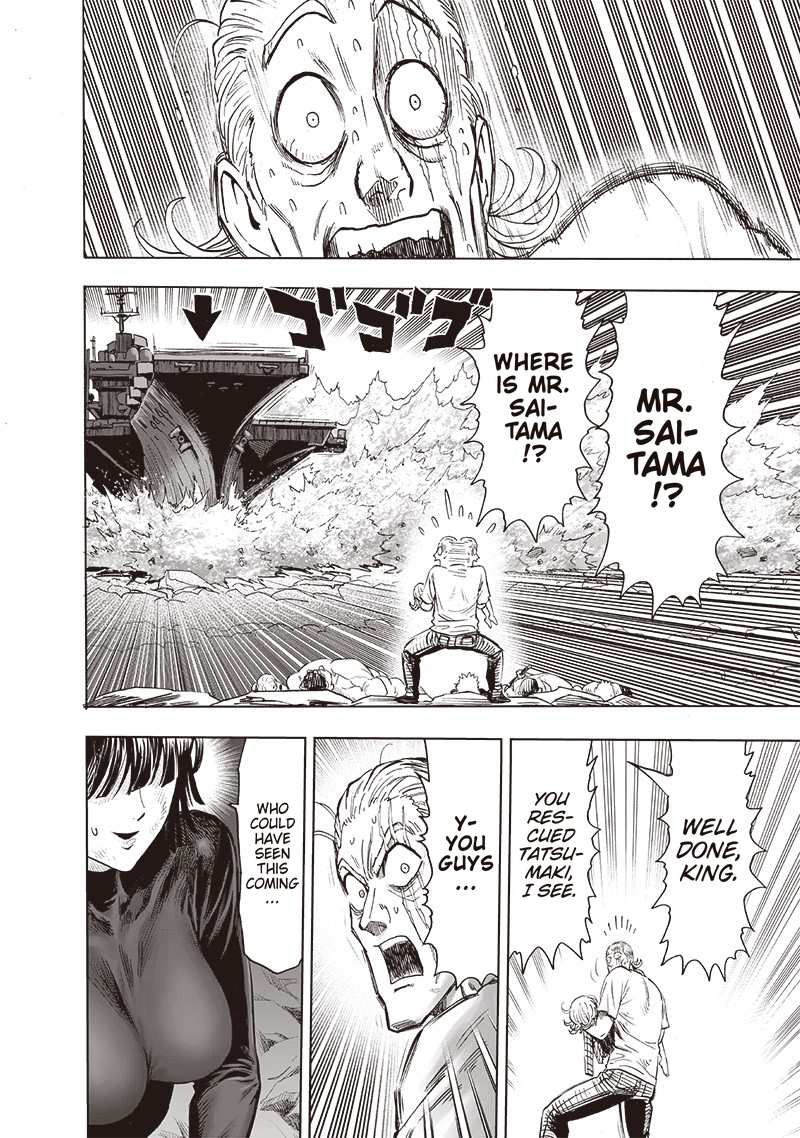 ゴゴゴゴ
MR.
SAI-
TAMA
!?
WHERE
IS MR.
SAI-
TAMA
!?
WELL
DONE,
KING.
YOU
RES-
CUED
TATSU-
MAKI,
I SEE.
Y-
YOU
GUYS
...
WHO
COULD
HAVE
SEEN
THIS
COMING
...